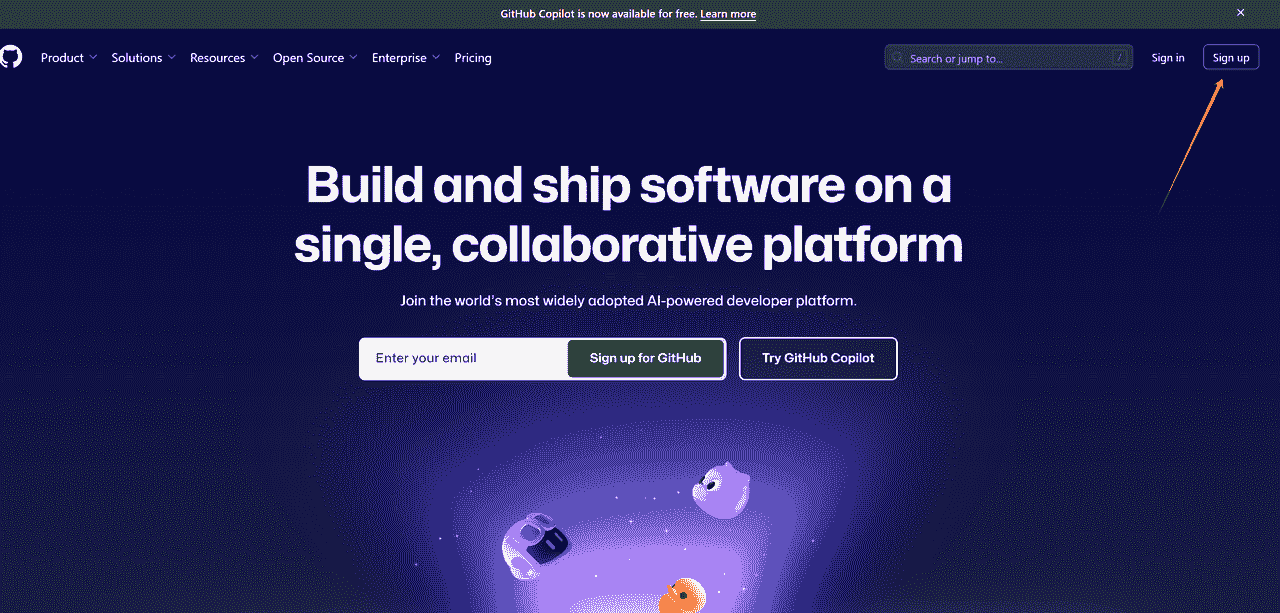 GitHub Copilot is now available for free. Learn more
Product Solutions Resources Open Source Enterprise Pricing Search or jump to... / Sign in Sign up
Build and ship software on a
single, collaborative platform
Join the world's most widely adopted AI-powered developer platform.
Enter your email Sign up for GitHub Try GitHub Copilot